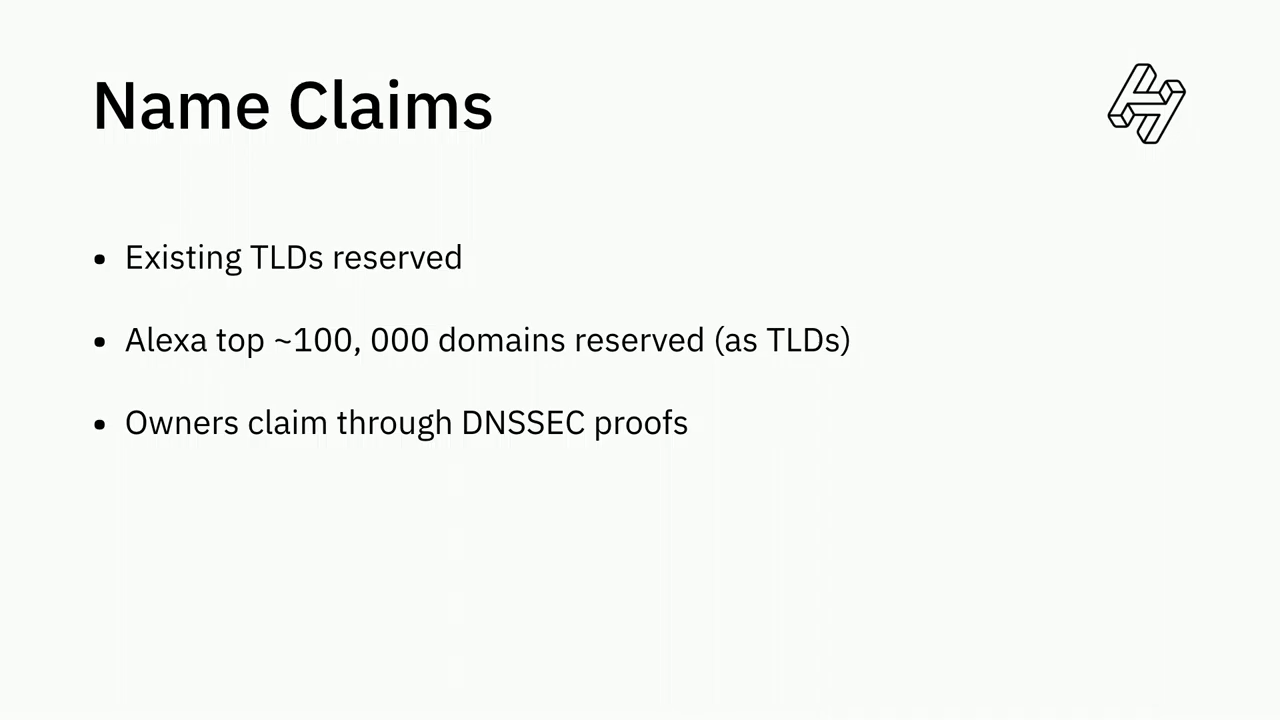 Name Claims
• Existing TLDs reserved
• Alexa top ~100, 000 domains reserved (as TLDs)
• Owners claim through DNSSEC proofs